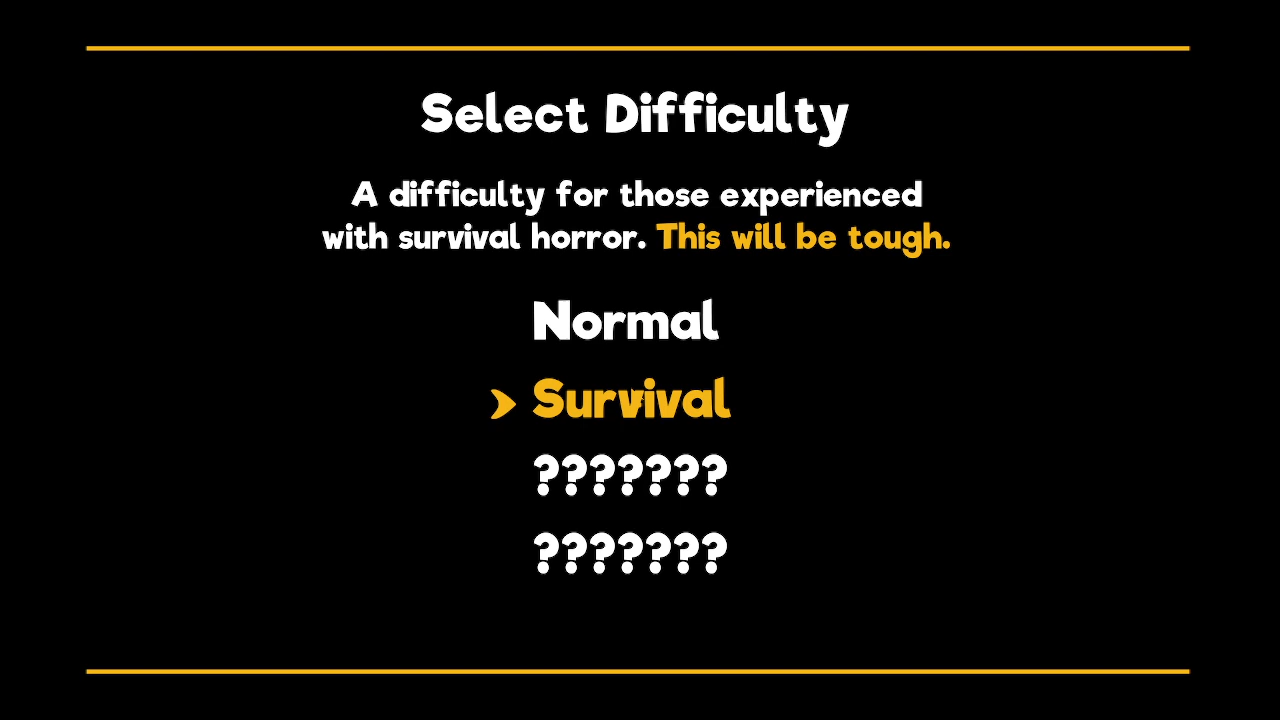 Select Difficulty
A difficulty for those experienced
with survival horror. This will be tough.
Normal
Survival
???????
???????